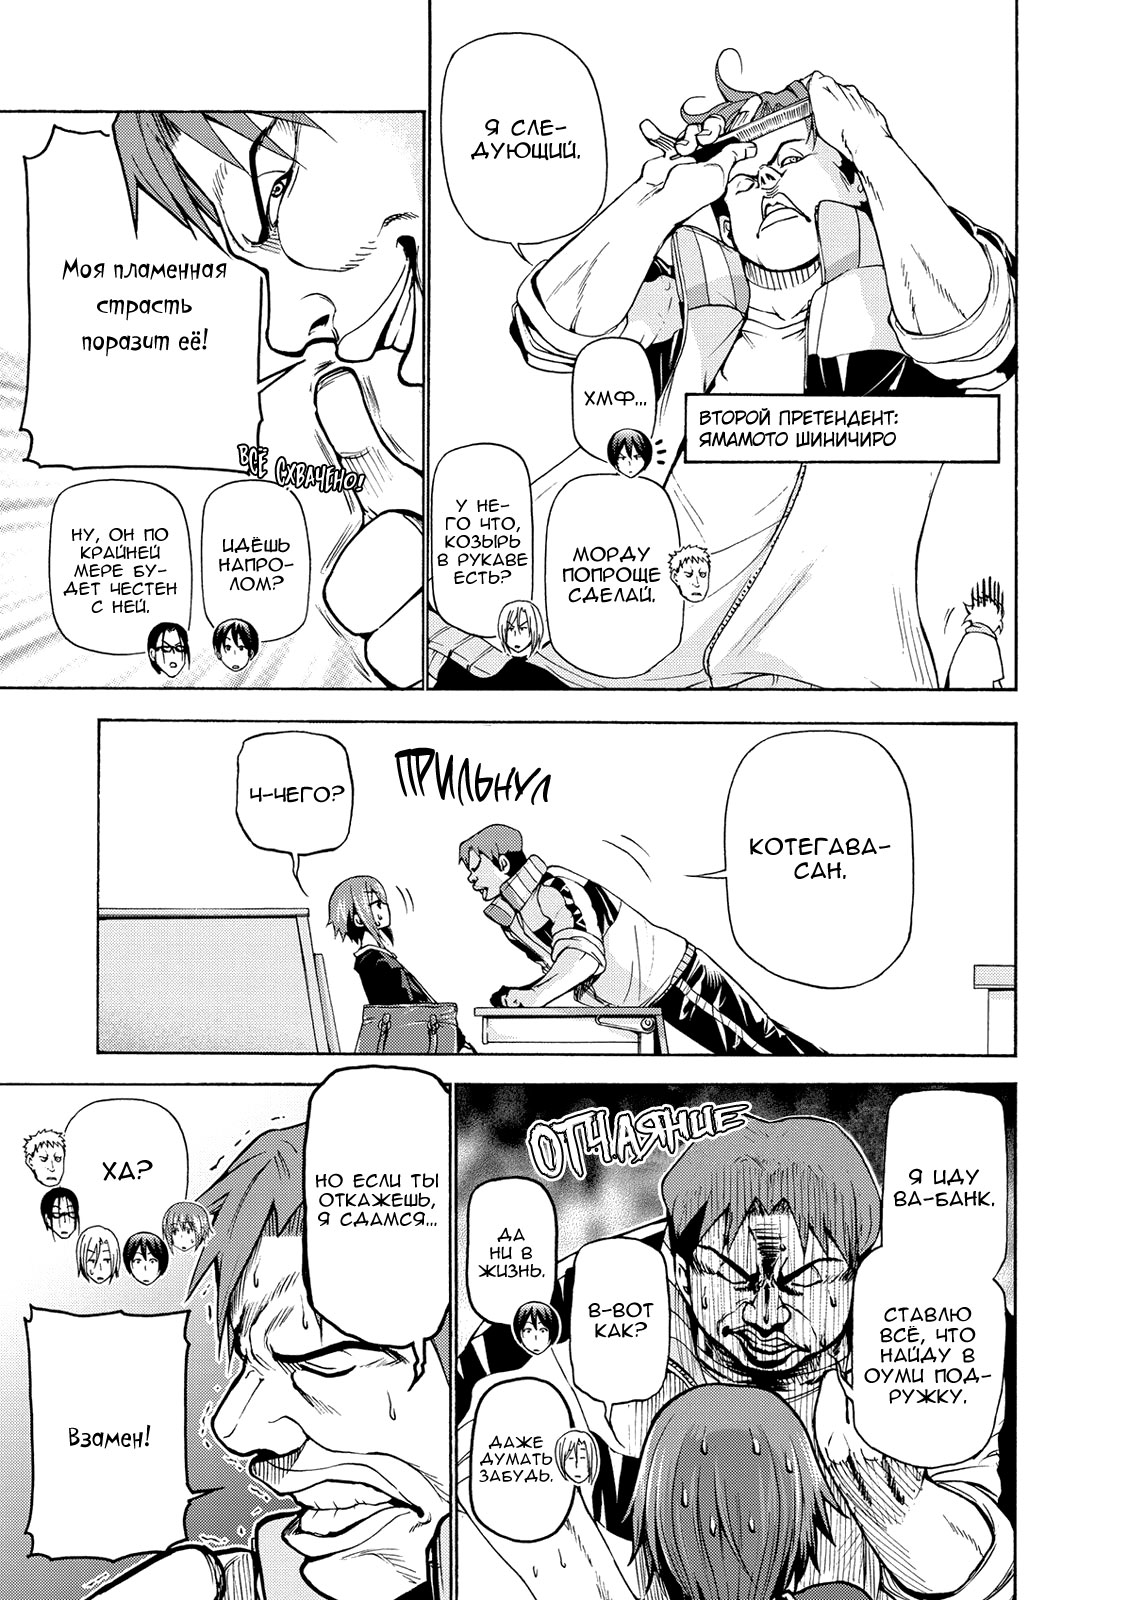 Я СЛЕ-
ДУЮЩИЙ.
ХМФ...
ВТОРОЙ ПРЕТЕНДЕНТ:
ЯМАМОТО ШИНИЧИРО
МОРДУ
ПОПРОЩЕ
СДЕЛАЙ.
У НЕ-
ГО ЧТО,
КОЗЫРЬ
В РУКАВЕ
ЕСТЬ?
Моя пламенная
страсть
поразит её!
ВСЁ СХВАЧЕНО!
ИДЁШЬ
НАПРО-
ЛОМ?
НУ, ОН ПО
КРАЙНЕЙ
МЕРЕ БУ-
ДЕТ ЧЕСТЕН
С НЕЙ.
КОТЕГАВА-
САН.
ПРИЛЬНУЛ
Ч-ЧЕГО?
Я ИДУ
ВА-БАНК.
СТАВЛЮ
ВСЁ, ЧТО
НАЙДУ В
ОУМИ ПОД-
РУЖКУ.
ОТЧАЯНИЕ
В-ВОТ
КАК?
ДА
НИ В
ЖИЗНЬ.
ДАЖЕ
ДУМАТЬ
ЗАБУДЬ.
НО ЕСЛИ ТЫ
ОТКАЖЕШЬ,
Я СДАМСЯ...
ХА?
Взамен!